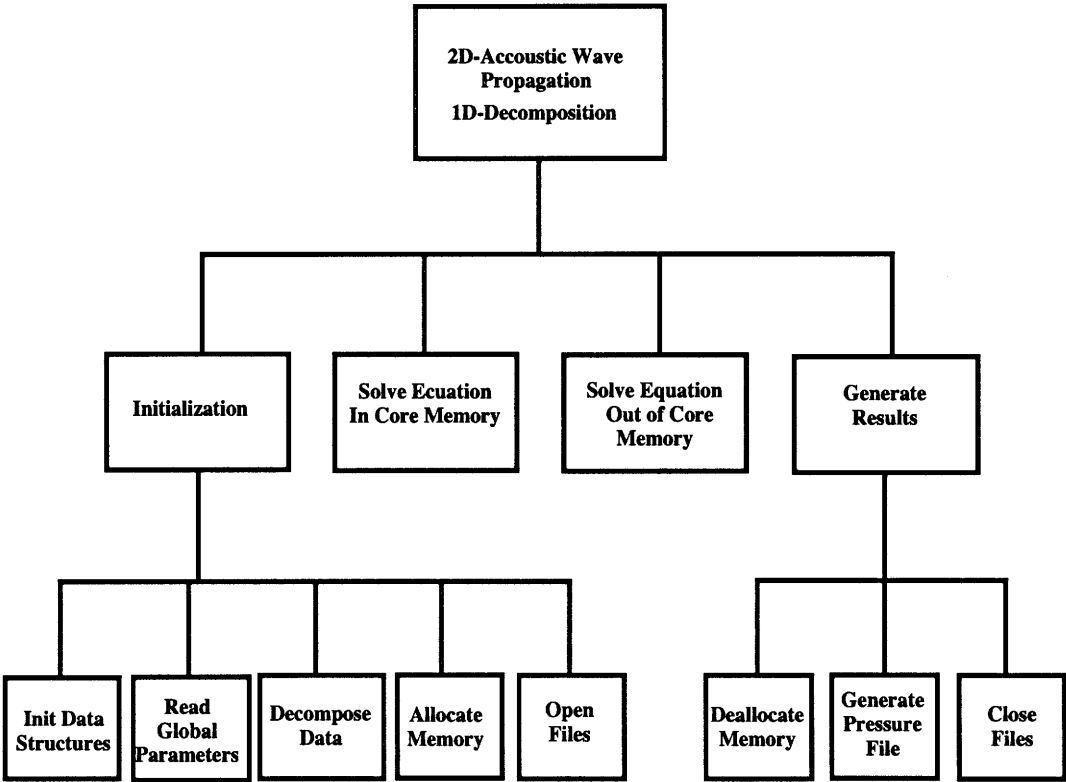 2D-Accoustic Wave
Propagation
1D-Decomposition
Initialization
Solve Ecuation
In Core Memory
Solve Equation
Out of Core
Memory
Generate
Results
Init Data
Structures
Read
Global
Parameters
Decompose
Data
Allocate
Memory
Open
Files
Deallocate
Memory
Generate
Pressure
File
Close
Files